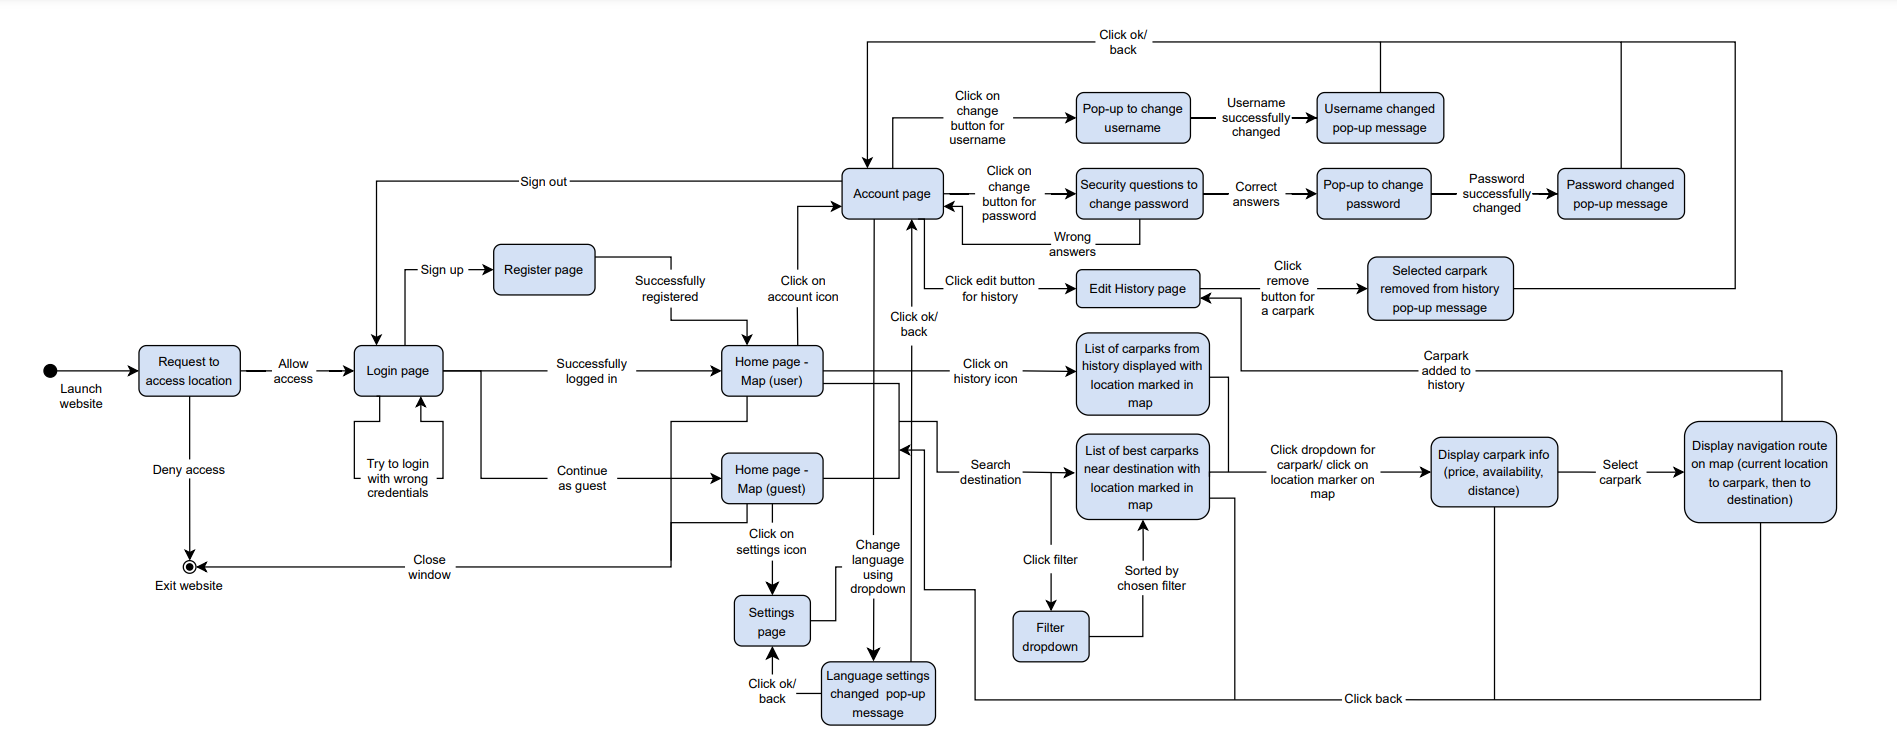 Click ok/
back
Click on
change
button for
username
Pop-up to change
username
Username
successfully
changed
Username changed
pop-up message
Sign out
Account page
Click on
change
button for
password
Security questions to
change password
Correct
answers
Pop-up to change
password
Password
successfully
changed
Password changed
pop-up message
Wrong
answers
Sign up
Register page
Successfully
registered
Click on
account icon
Click ok/
back
Click edit button
for history
Edit History page
Click
remove
button for
a carpark
Selected carpark
removed from history
pop-up message
Launch
website
Request to
access location
Allow
access
Login page
Successfully
logged in
Home page -
Map (user)
Click on
history icon
List of carparks from
history displayed with
location marked in
map
Carpark
added to
history
Deny access
Try to login
with wrong
credentials
Continue
as guest
Home page -
Map (guest)
Search
destination
List of best carparks
near destination with
location marked in
map
Click dropdown for
carpark/ click on
location marker on
map
Display carpark info
(price, availability,
distance)
Select
carpark
Display navigation route
on map (current location
to carpark, then to
destination)
Exit website
Close
window
Click on
settings icon
Change
language
using
dropdown
Click filter
Sorted by
chosen filter
Settings
page
Filter
dropdown
Click ok/
back
Language settings
changed pop-up
message
Click back